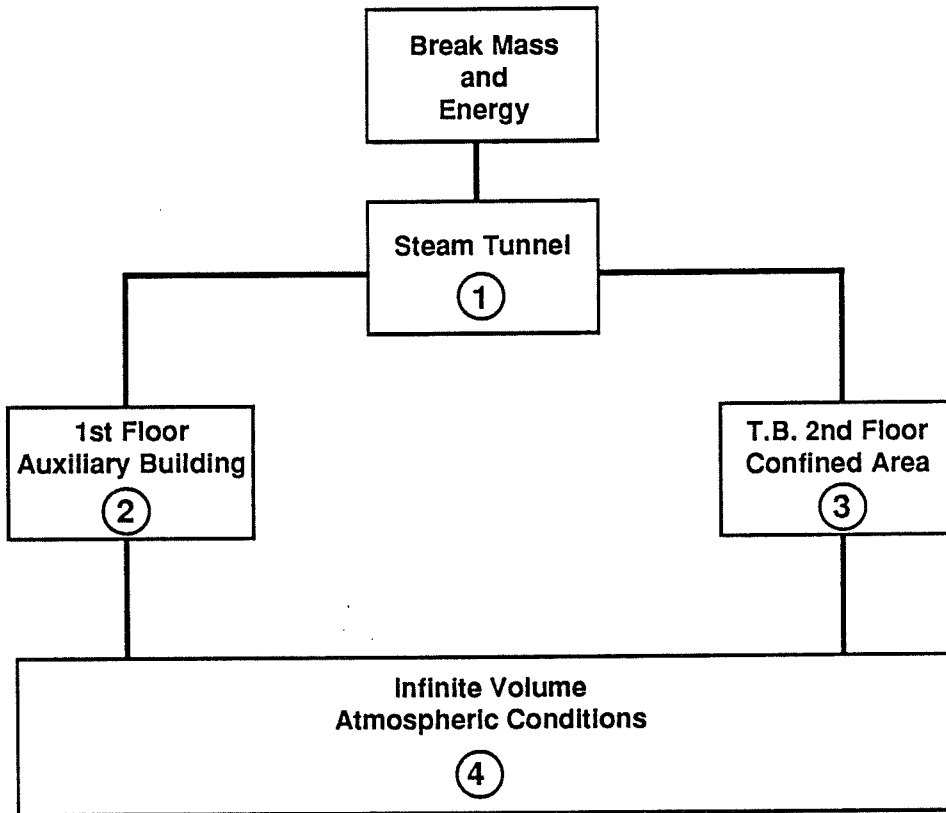 Break Mass
and
Energy
Steam Tunnel
1
1st Floor
Auxiliary Building
2
T.B. 2nd Floor
Confined Area
3
Infinite Volume
Atmospheric Conditions
4